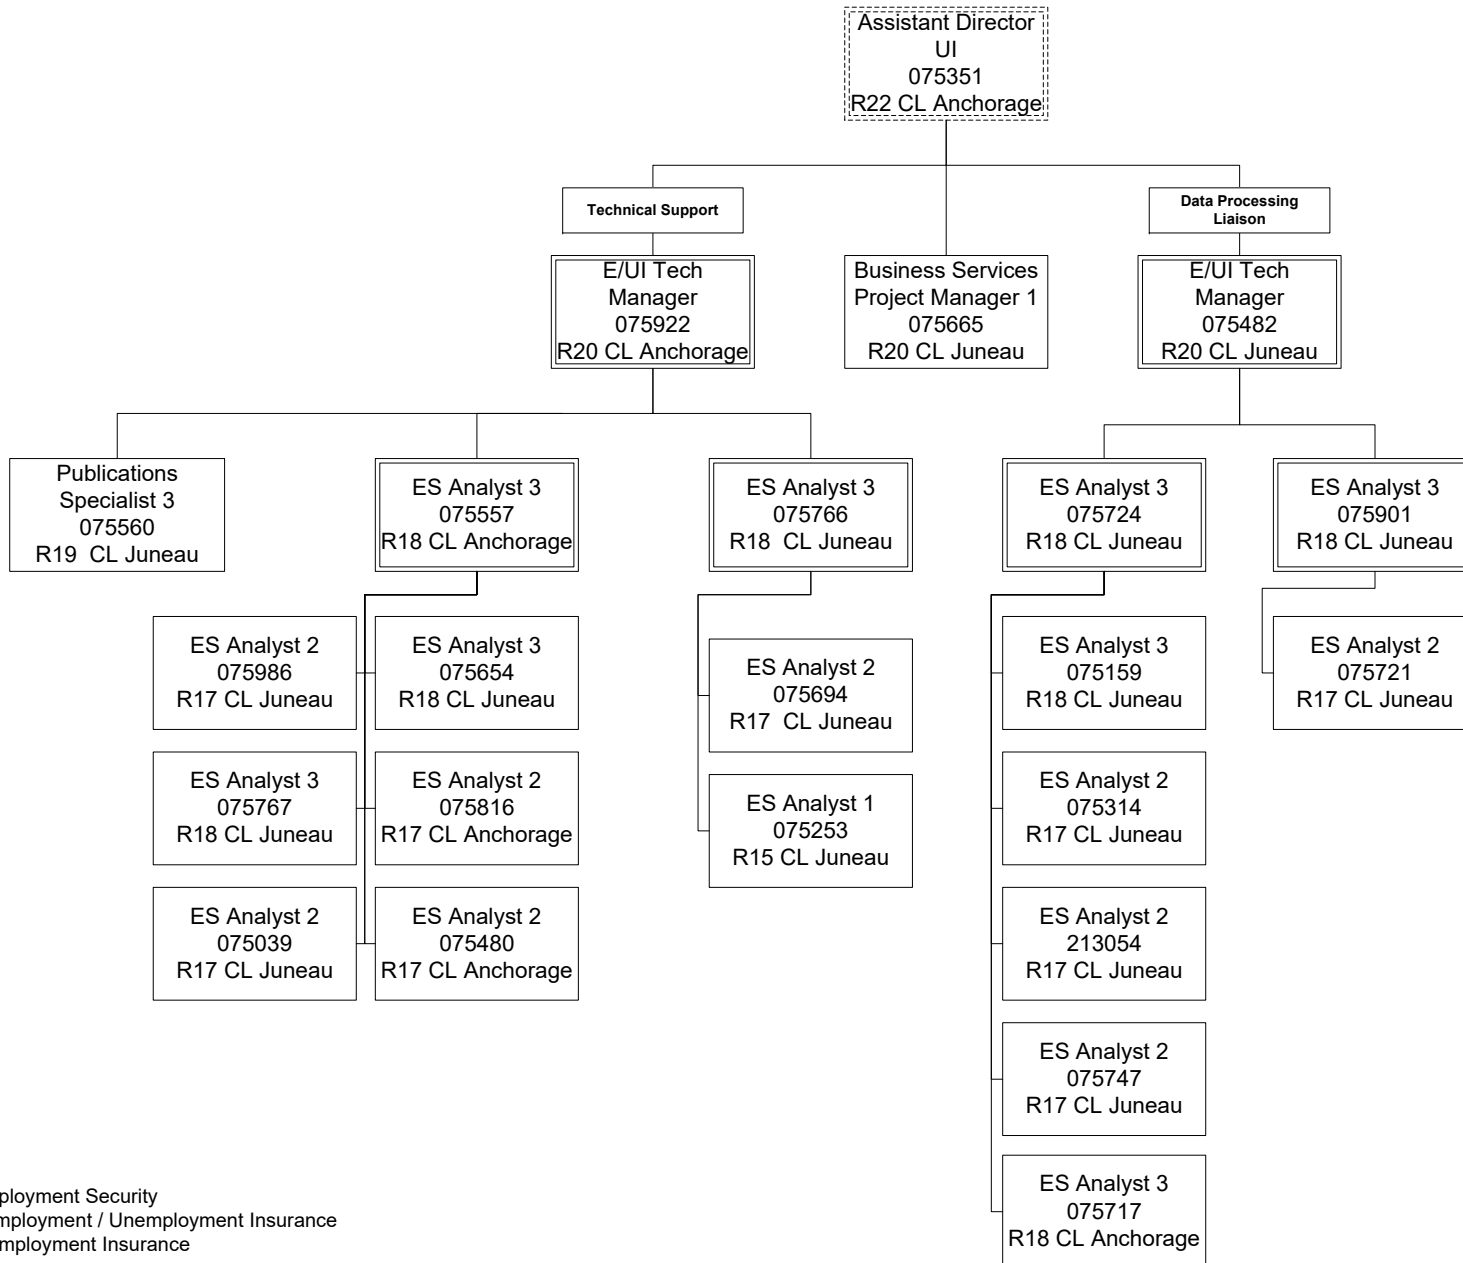 Assistant Director
UI
075351
R22 CL Anchorage
Technical Support
Data Processing
Liaison
E/UI Tech
Manager
075922
R20 CL Anchorage
Business Services
Project Manager 1
075665
R20 CL Juneau
E/UI Tech
Manager
075482
R20 CL Juneau
Publications
Specialist 3
075560
R19  CL Juneau
ES Analyst 3
075557
R18 CL Anchorage
ES Analyst 3
075766
R18  CL Juneau
ES Analyst 3
075724
R18 CL Juneau
ES Analyst 3
075901
R18 CL Juneau
ES Analyst 2
075986
R17 CL Juneau
ES Analyst 3
075654
R18 CL Juneau
ES Analyst 2
075694
R17  CL Juneau
ES Analyst 3
075159
R18 CL Juneau
ES Analyst 2
075721
R17 CL Juneau
ES Analyst 3
075767
R18 CL Juneau
ES Analyst 2
075816
R17 CL Anchorage
ES Analyst 1
075253
R15 CL Juneau
ES Analyst 2
075314
R17 CL Juneau
ES Analyst 2
075039
R17 CL Juneau
ES Analyst 2
075480
R17 CL Anchorage
ES Analyst 2
213054
R17 CL Juneau
ES Analyst 2
075747
R17 CL Juneau
ES Analyst 3
075717
R18 CL Anchorage
ployment Security
mployment / Unemployment Insurance
mployment Insurance